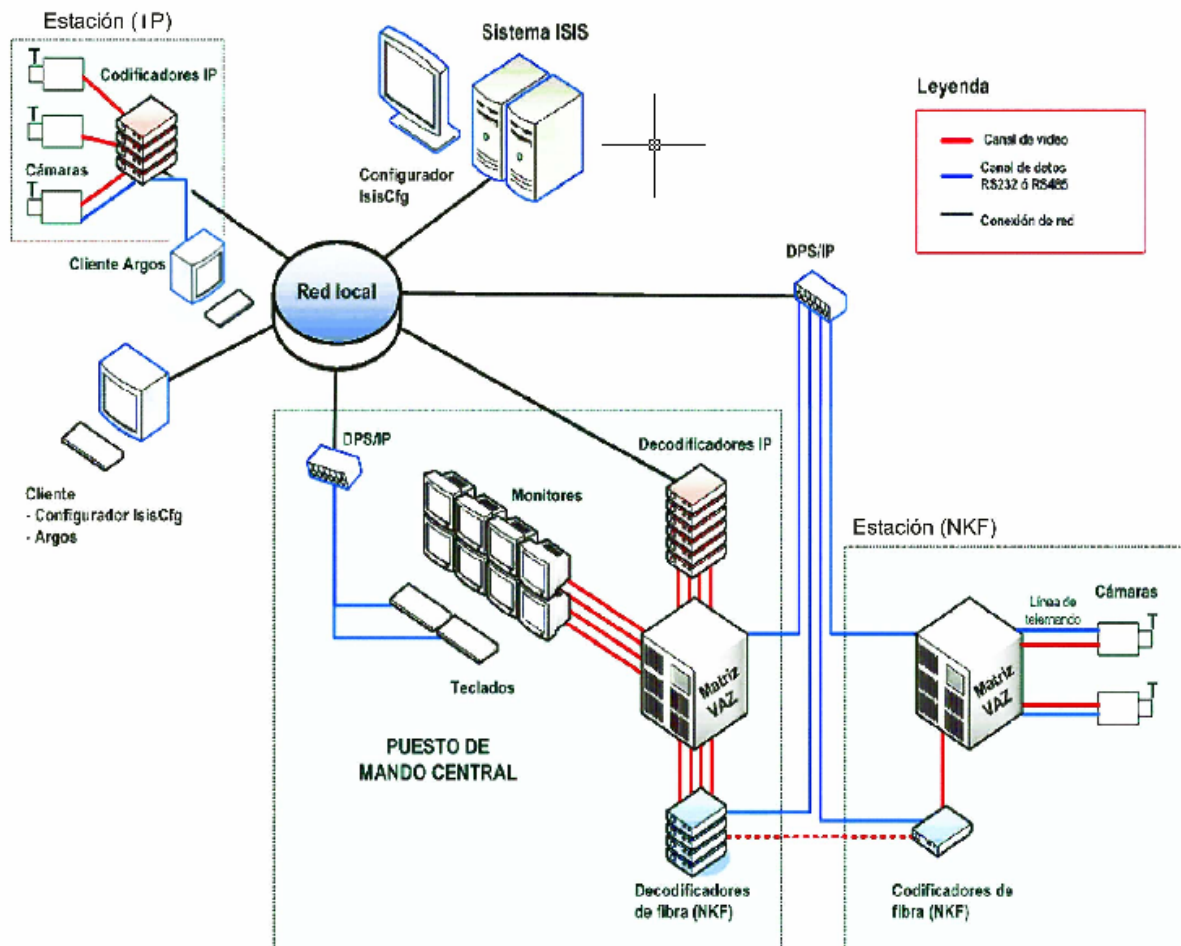 Estación (IP)
Codificadores IP
Cámaras
Cliente Argos
Sistema ISIS
Configurador
IsisCfg
Leyenda
Canal de vídeo
Canal de datos
RS232 ó RS485
Conexión de red
Red local
DPS/IP
Cliente
- Configurador IsisCfg
- Argos
DPS/IP
Monitores
Decodificadores IP
Teclados
Matriz
VAZ
PUESTO DE
MANDO CENTRAL
Decodificadores
de fibra (NKF)
Estación (NKF)
Línea de
telemando
Cámaras
Matriz
VAZ
Codificadores de
fibra (NKF)